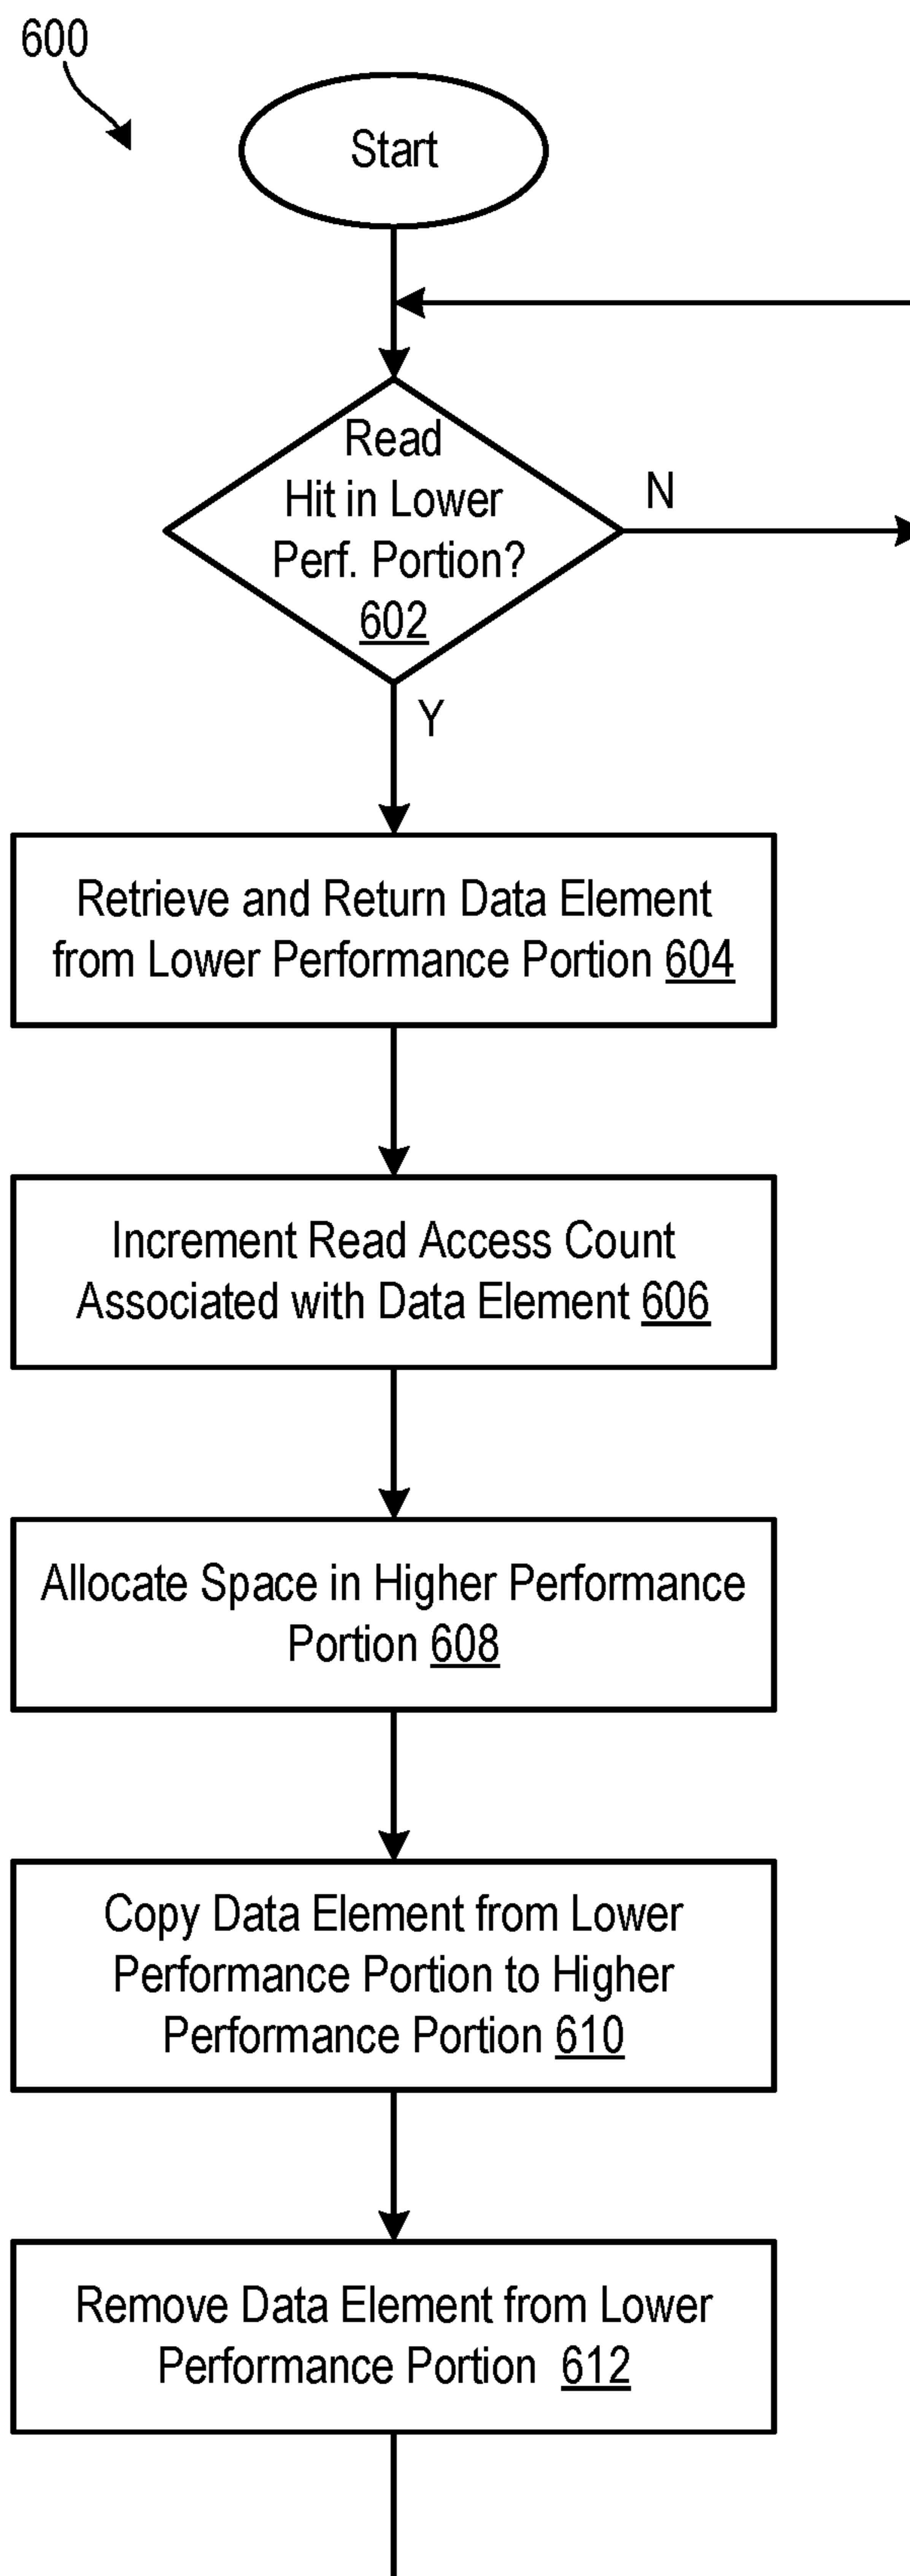 600
Start
Read
Hit in Lower
Perf. Portion?
602
N
Y
Retrieve and Return Data Element
from Lower Performance Portion 604
Increment Read Access Count
Associated with Data Element 606
Allocate Space in Higher Performance
Portion 608
Copy Data Element from Lower
Performance Portion to Higher
Performance Portion 610
Remove Data Element from Lower
Performance Portion 612